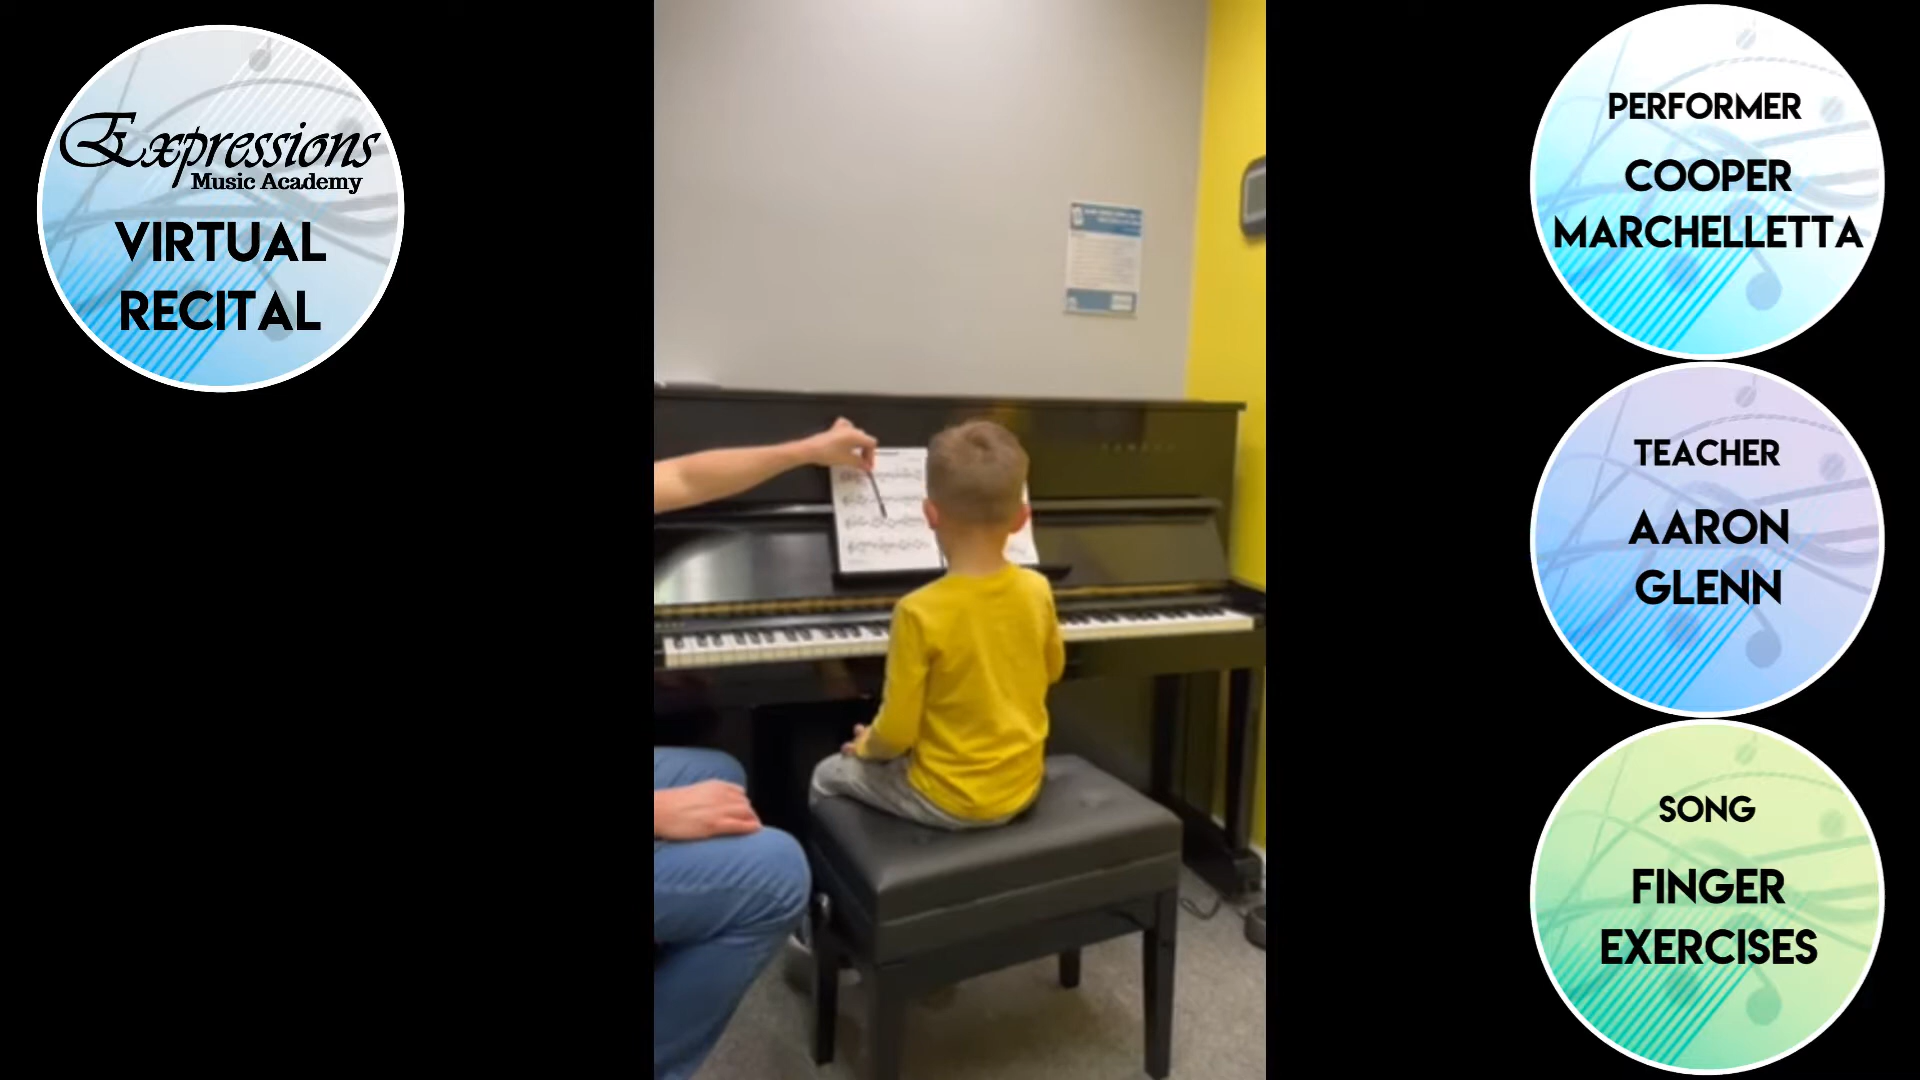 Expressions
Music Academy
VIRTUAL
RECITAL
PERFORMER
COOPER
MARCHELLETTA
TEACHER
AARON
GLENN
SONG
FINGER
EXERCISES